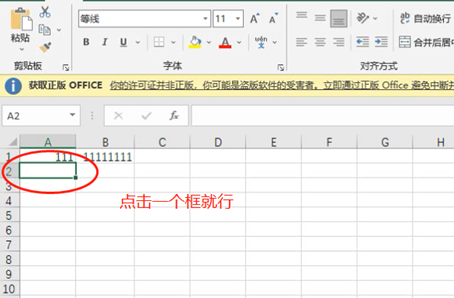 等线 11 A A 自动换行
粘贴 B I U A wén 文 合并后居中
剪贴板 字体 对齐方式
获取正版 OFFICE 你的许可证并非正版，你可能是盗版软件的受害者。立即通过正版 Office 避免中断并
A2 fx
A B C D E F G H
1 111 11111111
2
3
4 点击一个框就行
5
6
7
8
9
10